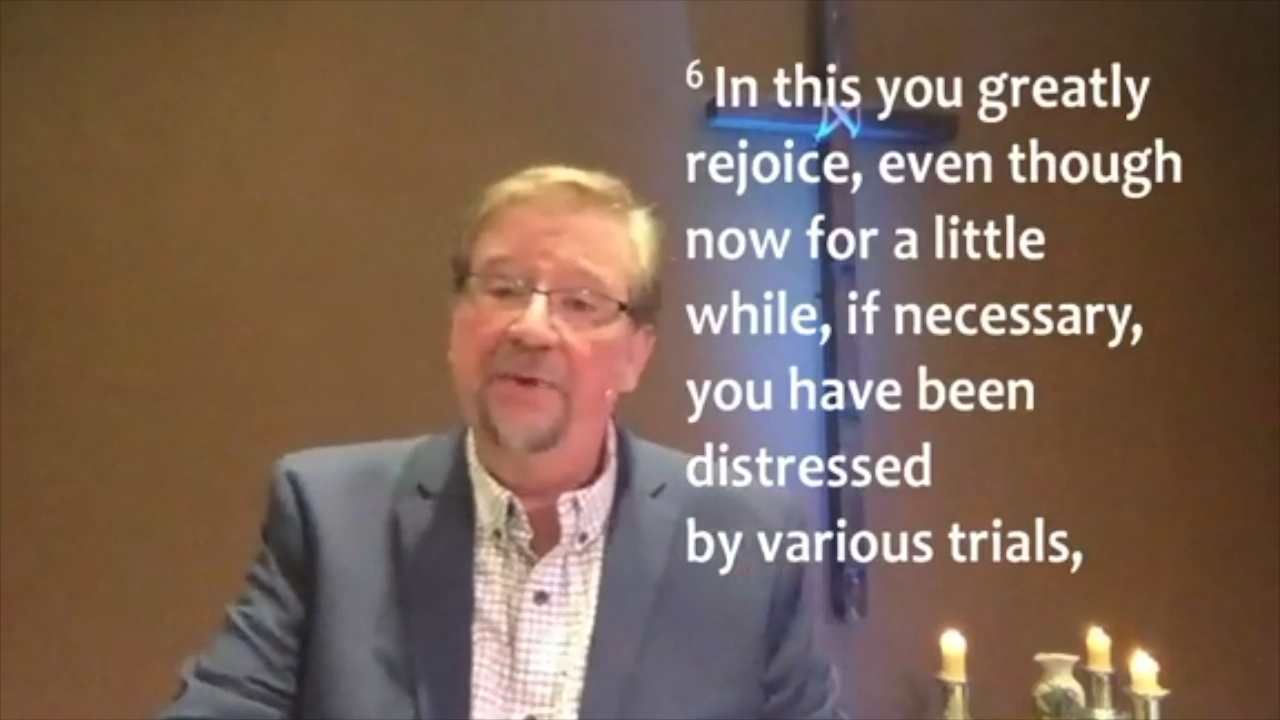 6 In this you greatly
rejoice, even though
now for a little
while, if necessary,
you have been
distressed
by various trials,